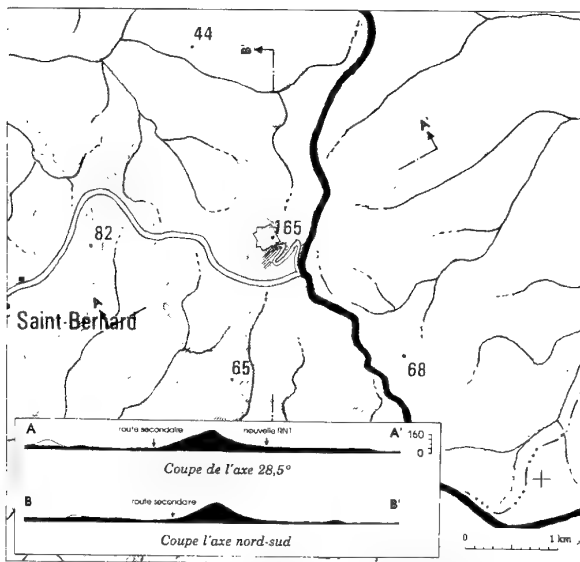 44
B'
A'
165
82
A
Saint-Bernard
65
68
A
route secondaire
nouvelle RN1
A'
160
0
Coupe de l'axe 28,5°
B
route secondaire
B'
Coupe l'axe nord-sud
0
1 km